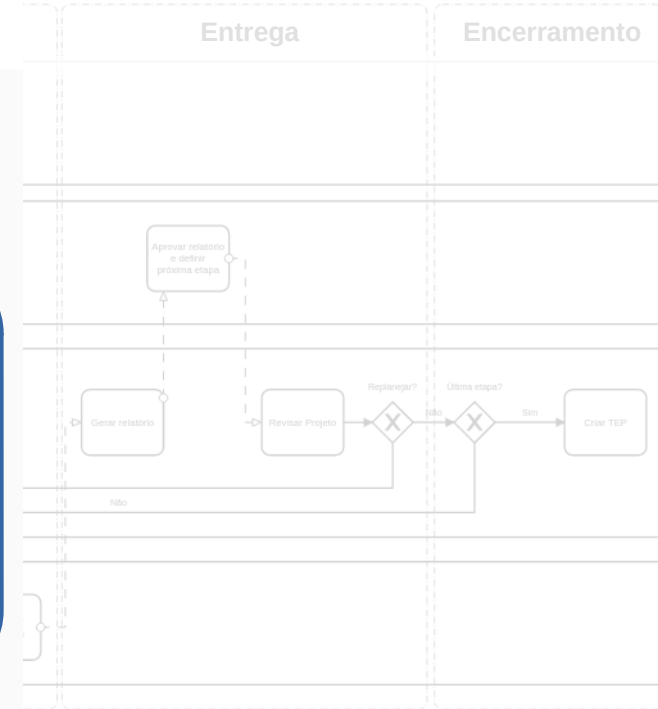 Entrega
Encerramento
Aprovar relatório
e definir
próxima etapa
Replanejar?
Última etapa?
Gerar relatório
Revisar Projeto
Não
Sim
Criar TEP
Não